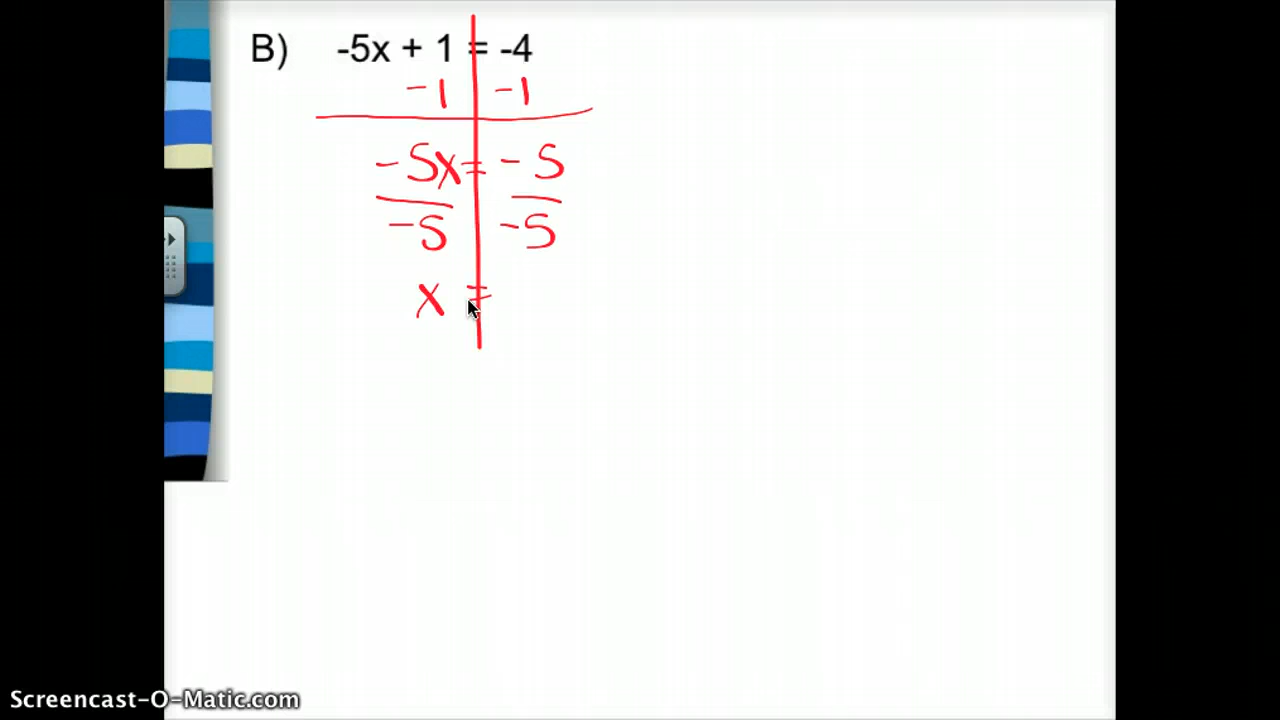 B) -5x + 1 = -4
-1 -1
-5x = -5
-5 -5
x =
Screencast-O-Matic.com